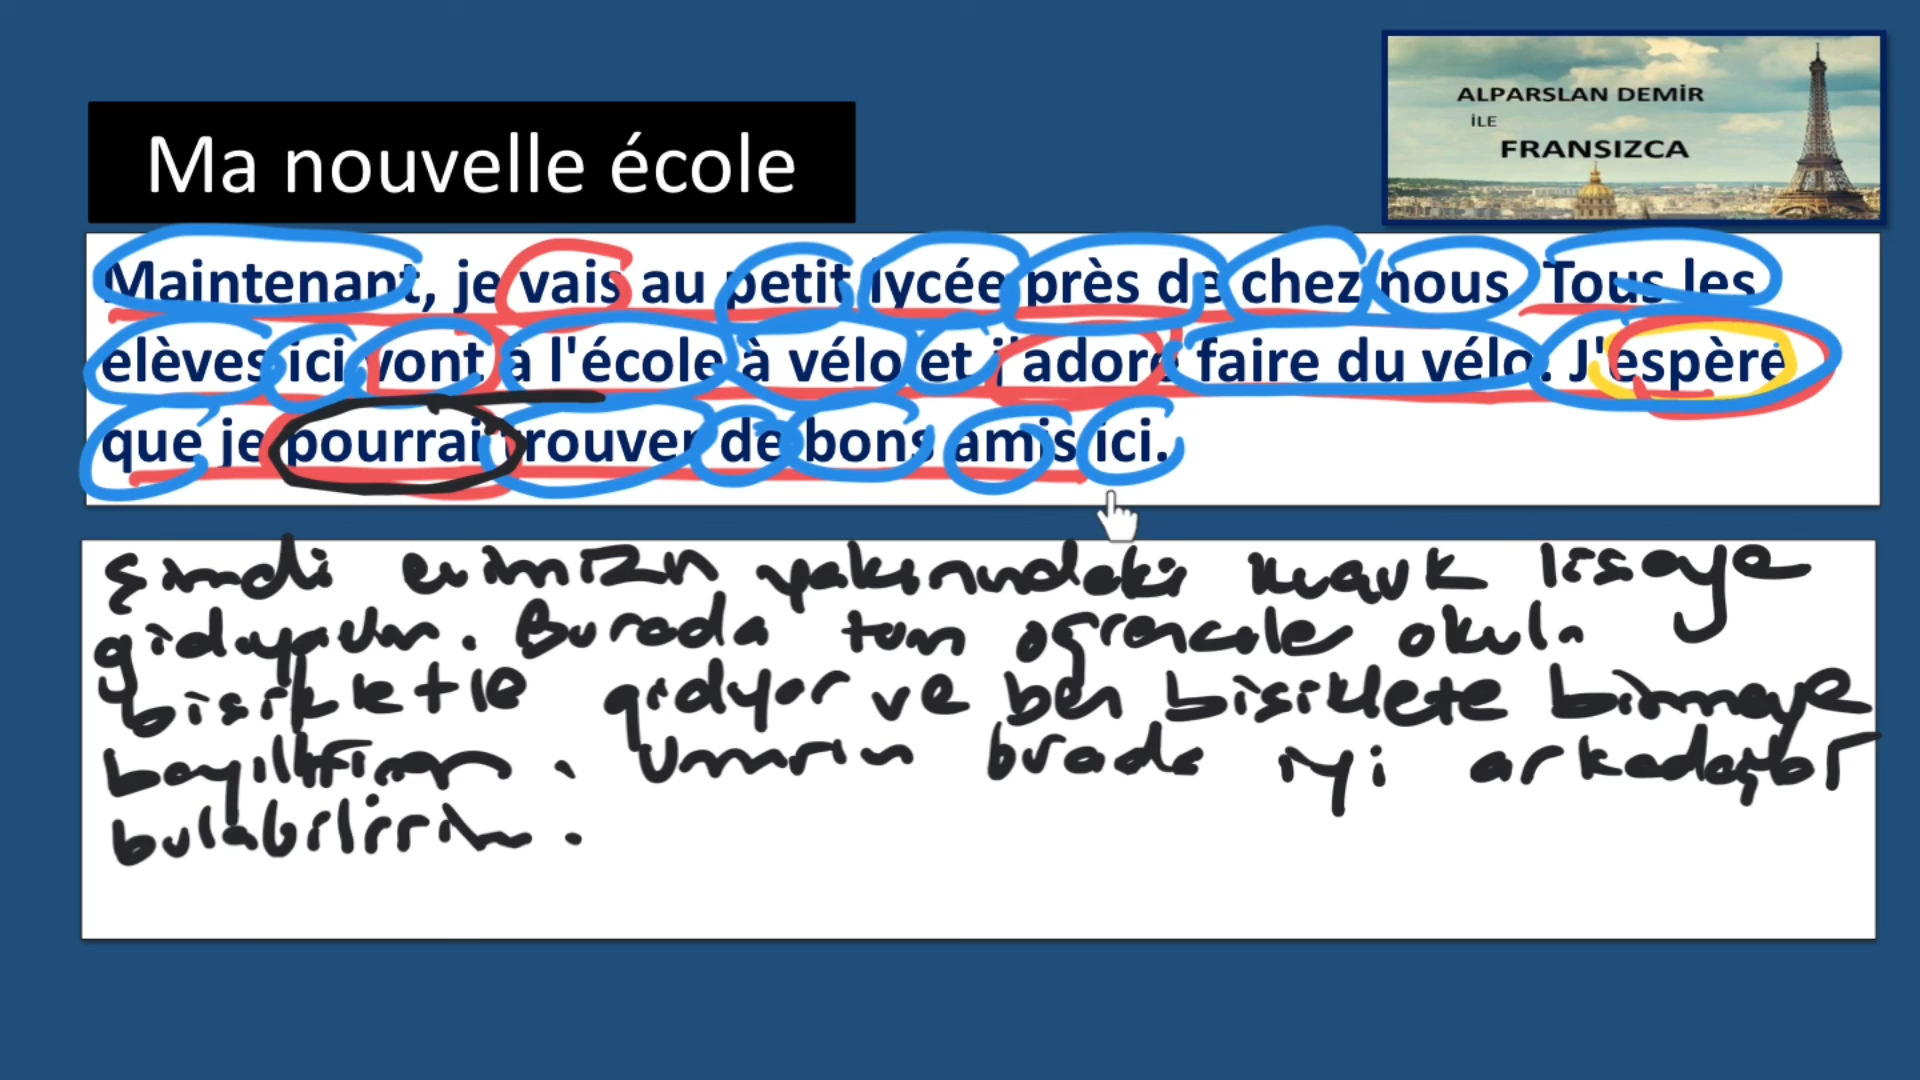 Ma nouvelle école
ALPARSLAN DEMİR
İLE
FRANSIZCA
Maintenant, je vais au petit lycée près de chez nous. Tous les
elèves ici vont à l'école à vélo et j'adore faire du vélo. J'espère
que je pourrai trouver de bons amis ici.
Şimdi evimizin yakınındaki küçük liseye
gidiyorum. Burada tüm öğrenciler okula
bisikletle gidiyor ve ben bisiklete binmeye
bayılırım. Umarım burada iyi arkadaşlar
bulabilirim.